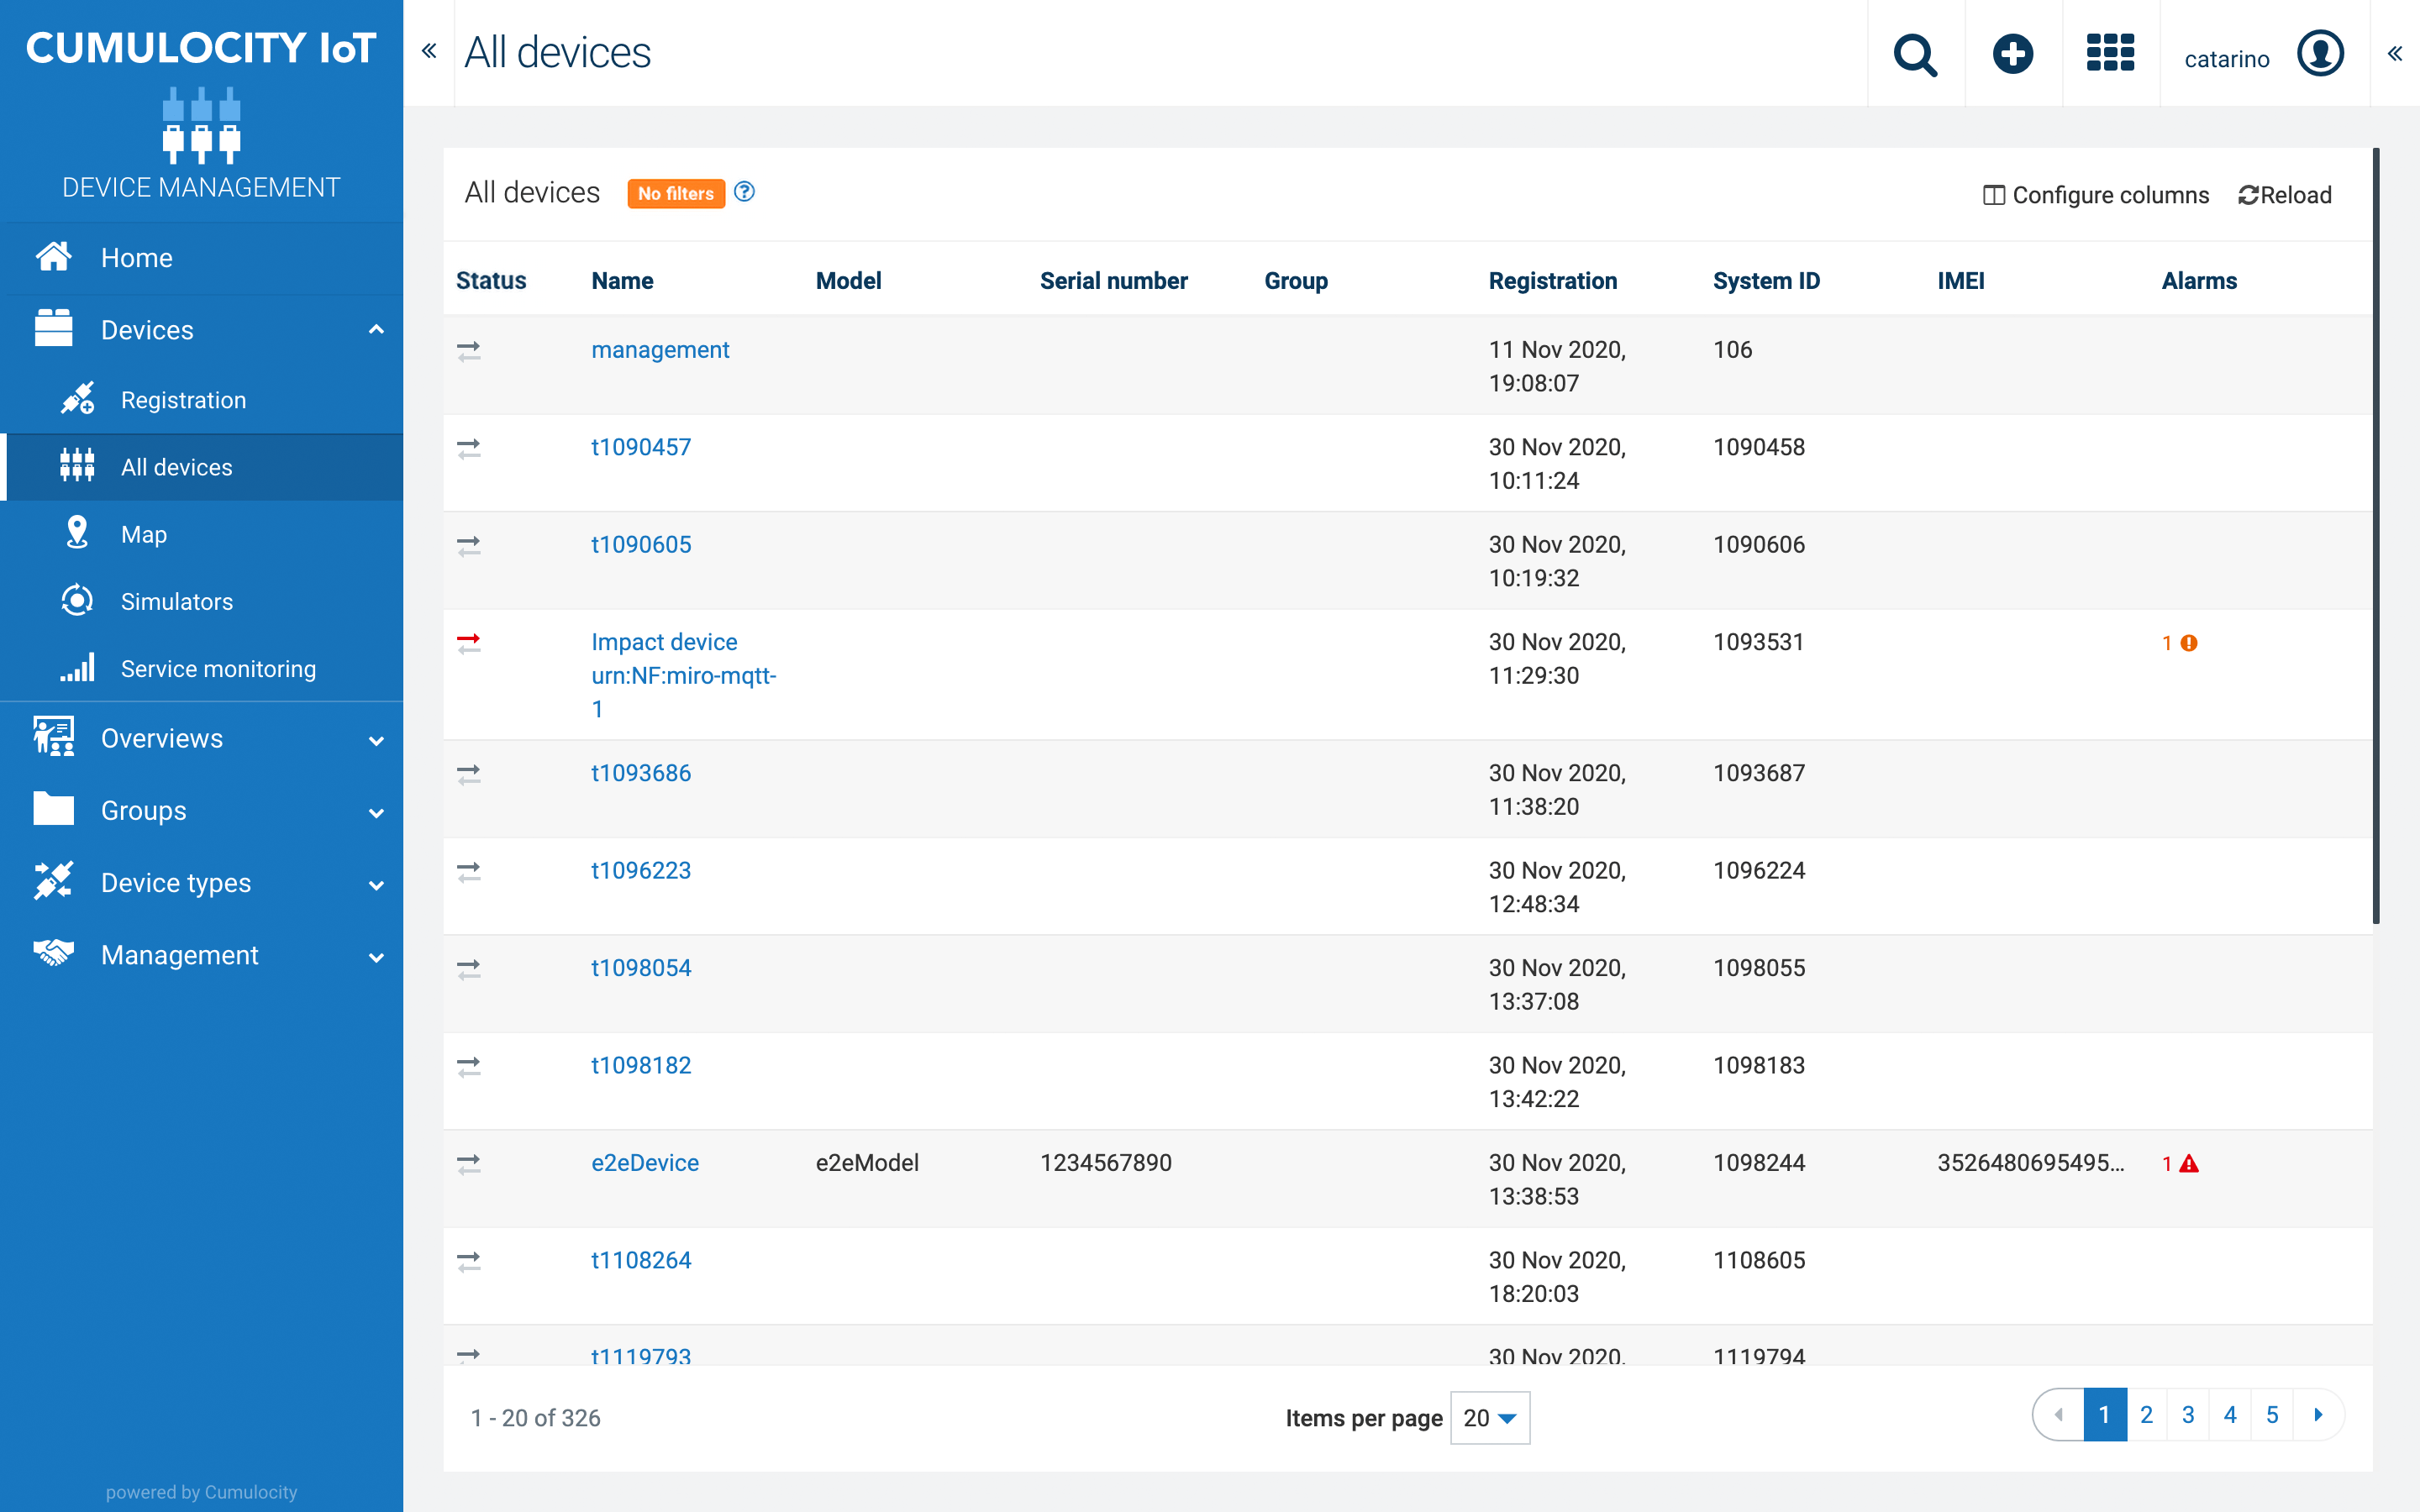 CUMULOCITY IoT
DEVICE MANAGEMENT
Home
Devices
Registration
All devices
Map
Simulators
Service monitoring
Overviews
Groups
Device types
Management
powered by Cumulocity
All devices
catarino
All devices No filters
Configure columns Reload
Status Name Model Serial number Group Registration System ID IMEI Alarms
management 11 Nov 2020, 106
19:08:07
t1090457 30 Nov 2020, 1090458
10:11:24
t1090605 30 Nov 2020, 1090606
10:19:32
Impact device 30 Nov 2020, 1093531 1
urn:NF:miro-mqtt- 11:29:30
1
t1093686 30 Nov 2020, 1093687
11:38:20
t1096223 30 Nov 2020, 1096224
12:48:34
t1098054 30 Nov 2020, 1098055
13:37:08
t1098182 30 Nov 2020, 1098183
13:42:22
e2eDevice e2eModel 1234567890 30 Nov 2020, 1098244 3526480695495... 1
13:38:53
t1108264 30 Nov 2020, 1108605
18:20:03
t1119793 30 Nov 2020, 1119794
1 - 20 of 326 Items per page 20 1 2 3 4 5